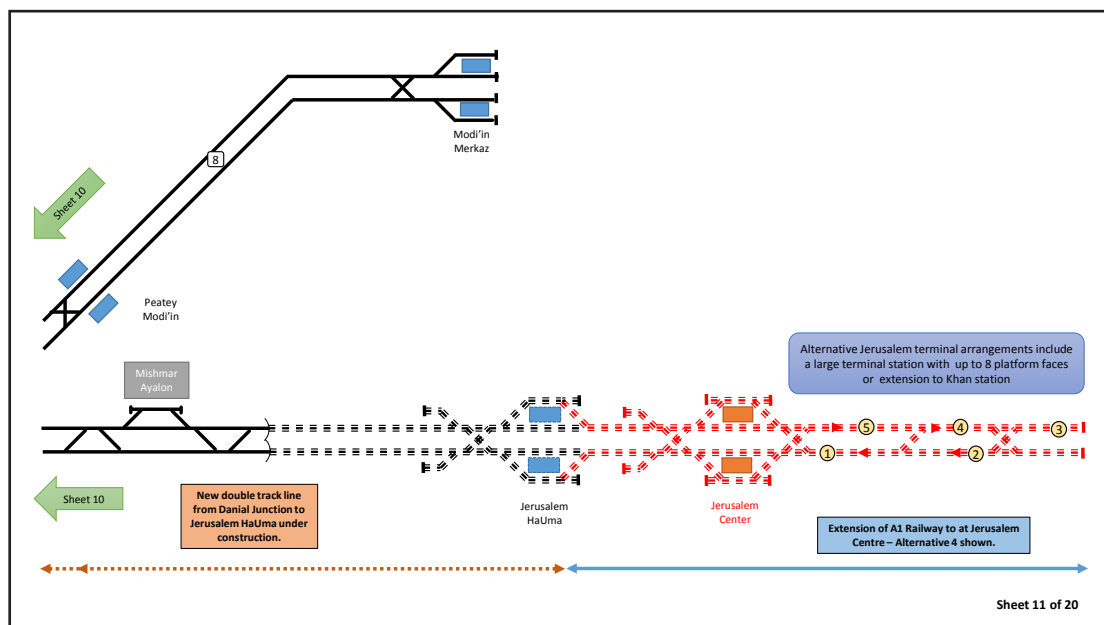 Modi'in
Merkaz
8
Sheet 10
Peatey
Modi'in
Alternative Jerusalem terminal arrangements include
a large terminal station with up to 8 platform faces
or extension to Khan station
Mishmar
Ayalon
5
4
3
1
2
Sheet 10
New double track line
from Danial Junction to
Jerusalem HaUma under
construction.
Jerusalem
HaUma
Jerusalem
Center
Extension of A1 Railway to at Jerusalem
Centre – Alternative 4 shown.
Sheet 11 of 20